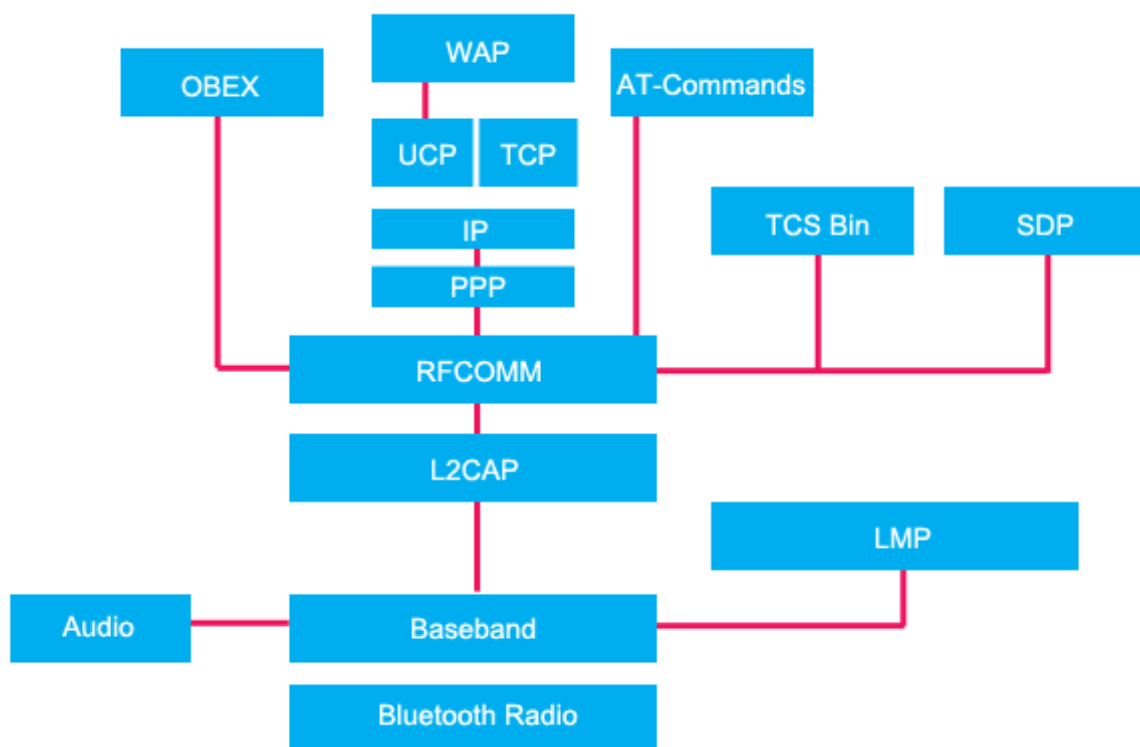 WAP
OBEX
AT-Commands
UCP
TCP
TCS Bin
SDP
IP
PPP
RFCOMM
L2CAP
LMP
Audio
Baseband
Bluetooth Radio